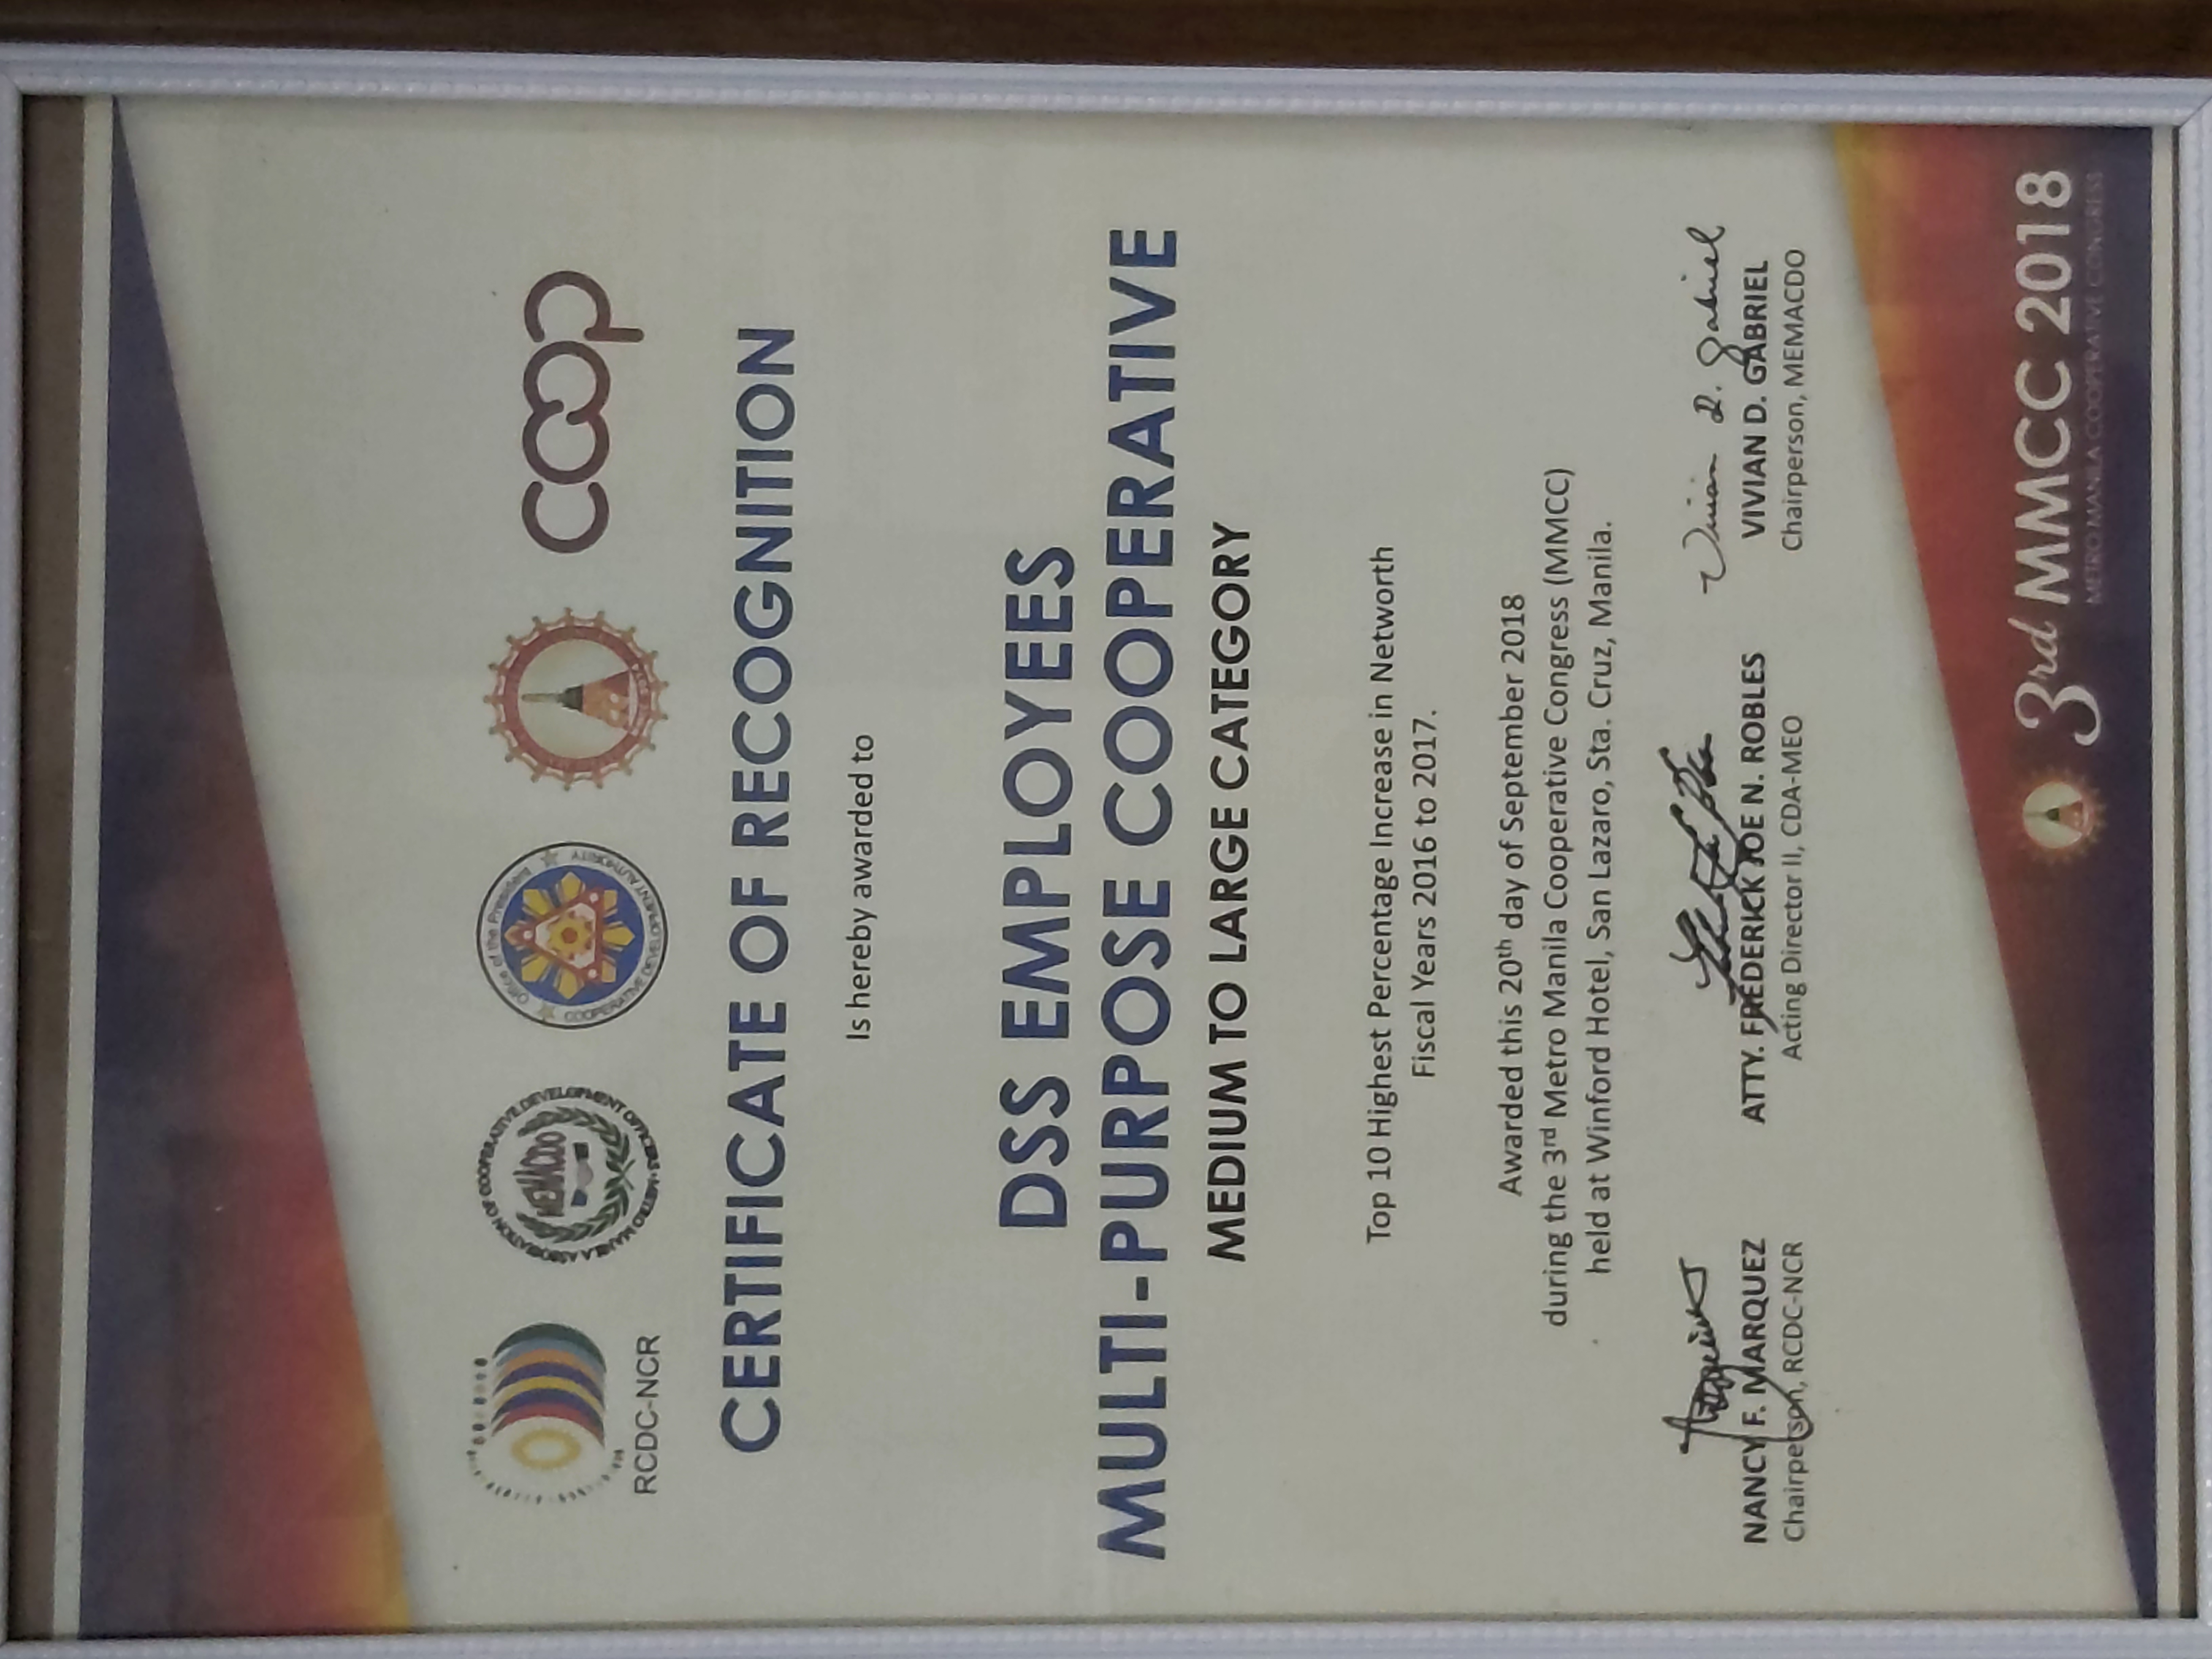 RCDC-NCR
METRO MANILA ASSOCIATION OF COOPERATIVE DEVELOPMENT OFFICERS
MEMACDO
Office of the President
COOPERATIVE DEVELOPMENT AUTHORITY
coop
CERTIFICATE OF RECOGNITION
Is hereby awarded to
DSS EMPLOYEES
MULTI-PURPOSE COOPERATIVE
MEDIUM TO LARGE CATEGORY
Top 10 Highest Percentage Increase in Networth
Fiscal Years 2016 to 2017.
Awarded this 20th day of September 2018
during the 3rd Metro Manila Cooperative Congress (MMCC)
held at Winford Hotel, San Lazaro, Sta. Cruz, Manila.
Vivian D. Gabriel
NANCY F. MARQUEZ
Chairperson, RCDC-NCR
ATTY. FREDERICK JOE N. ROBLES
Acting Director II, CDA-MEO
VIVIAN D. GABRIEL
Chairperson, MEMACDO
3rd MMCC 2018
METRO MANILA COOPERATIVE CONGRESS